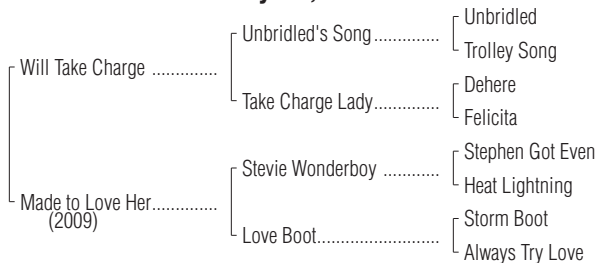 Unbridled
Unbridled's Song..............
Trolley Song
Will Take Charge ..............
Dehere
Take Charge Lady..............
Felicita
Stephen Got Even
Stevie Wonderboy ............
Heat Lightning
Made to Love Her..............
(2009)
Storm Boot
Love Boot..........................
Always Try Love